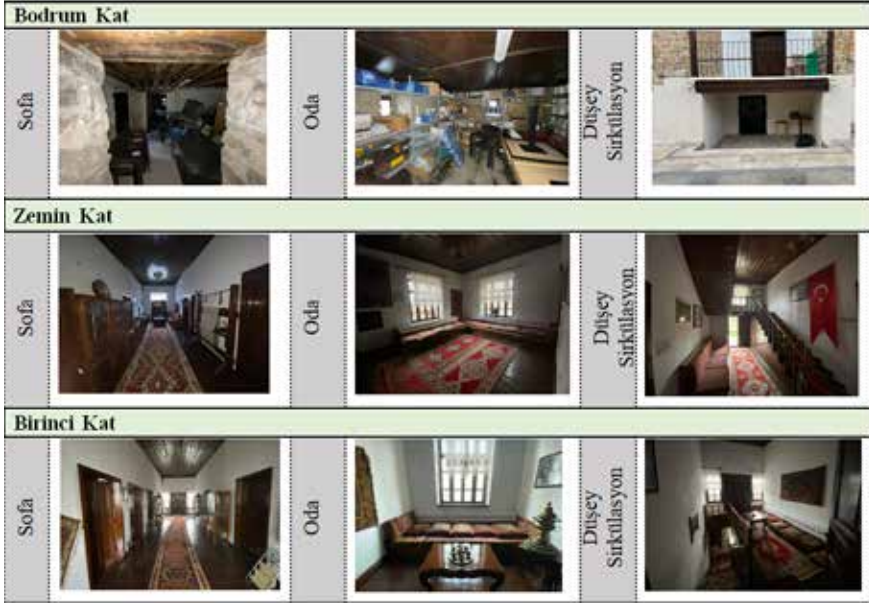 Bodrum Kat
Sofa
Oda
Düşey
Sirkülasyon
Zemin Kat
Sofa
Oda
Düşey
Sirkülasyon
Birinci Kat
Sofa
Oda
Düşey
Sirkülasyon